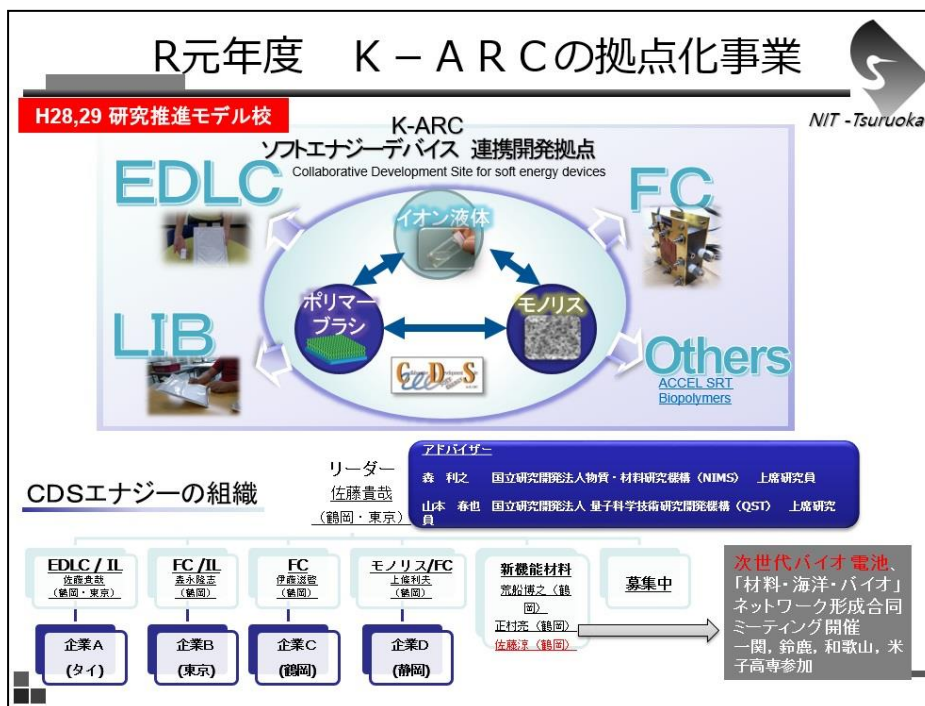 R元年度　K－ARCの拠点化事業
NIT -Tsuruoka
H28,29 研究推進モデル校
K-ARC
ソフトエナジーデバイス 連携開発拠点
Collaborative Development Site for soft energy devices
EDLC
FC
イオン液体
ポリマー
ブラシ
モノリス
LIB
Others
ACCEL SRT
Biopolymers
アドバイザー
森　利之　国立研究開発法人物質・材料研究機構（NIMS）　上席研究員
山本　春也　国立研究開発法人 量子科学技術研究開発機構（QST）　上席研究
員
リーダー
佐藤貴哉
（鶴岡・東京）
CDSエナジーの組織
EDLC / IL
佐藤貴哉
（鶴岡・東京）
FC /IL
森永隆志
（鶴岡）
FC
伊藤滋啓
（鶴岡）
モノリス/FC
上條利夫
（鶴岡）
新機能材料
荒船博之（鶴
岡）
正村亮（鶴岡）
佐藤涼（鶴岡）
募集中
企業A
(タイ)
企業B
(東京)
企業C
(鶴岡)
企業D
(静岡)
次世代バイオ電池、
「材料・海洋・バイオ」
ネットワーク形成合同
ミーティング開催
一関, 鈴鹿, 和歌山, 米
子高専参加